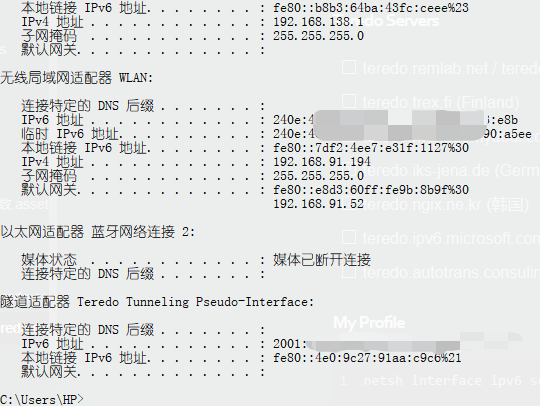 本地链接 IPv6 地址. . . . . . . . : fe80::b8b3:64ba:43fc:ceee%23
IPv4 地址 . . . . . . . . . . . . : 192.168.138.1
子网掩码 . . . . . . . . . . . . : 255.255.255.0
默认网关. . . . . . . . . . . . . :
无线局域网适配器 WLAN:
连接特定的 DNS 后缀 . . . . . . . :
IPv6 地址 . . . . . . . . . . . . : 240e:4 :e8b
临时 IPv6 地址. . . . . . . . . . : 240e:4 90:a5ee
本地链接 IPv6 地址. . . . . . . . : fe80::7df2:4ee7:e31f:1127%30
IPv4 地址 . . . . . . . . . . . . : 192.168.91.194
子网掩码 . . . . . . . . . . . . : 255.255.255.0
默认网关. . . . . . . . . . . . . : fe80::e8d3:60ff:fe9b:8b9f%30
192.168.91.52
以太网适配器 蓝牙网络连接 2:
媒体状态 . . . . . . . . . . . . : 媒体已断开连接
连接特定的 DNS 后缀 . . . . . . . :
隧道适配器 Teredo Tunneling Pseudo-Interface:
连接特定的 DNS 后缀 . . . . . . . :
IPv6 地址 . . . . . . . . . . . . : 2001:
本地链接 IPv6 地址. . . . . . . . : fe80::4e0:9c27:91aa:c9c6%21
默认网关. . . . . . . . . . . . . :
C:\Users\HP>
edo Servers
teredo.remlab.net / teredo
teredo.trex.fi (Finland)
teredo.iks-jena.de (Germ
teredo.ngix.ne.kr (韩国)
teredo.ipv6.microsoft.com
teredo.autotrans.consulin
My Profile
1 netsh interface ipv6 s